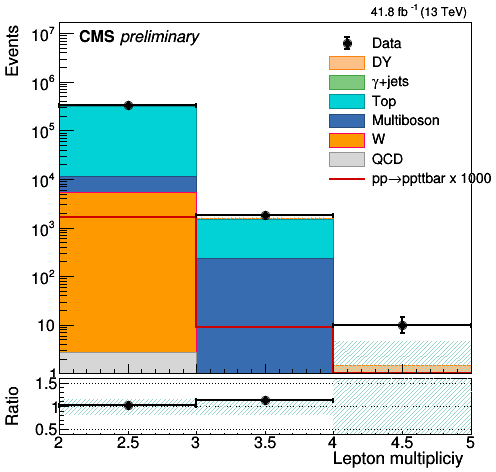 41.8 fb⁻¹ (13 TeV)
CMS preliminary
Events
10⁷
10⁶
10⁵
10⁴
10³
10²
10
1
Data
DY
γ+jets
Top
Multiboson
W
QCD
pp→ppttbar x 1000
Ratio
1.5
1
0.5
2 2.5 3 3.5 4 4.5 5
Lepton multipliciy